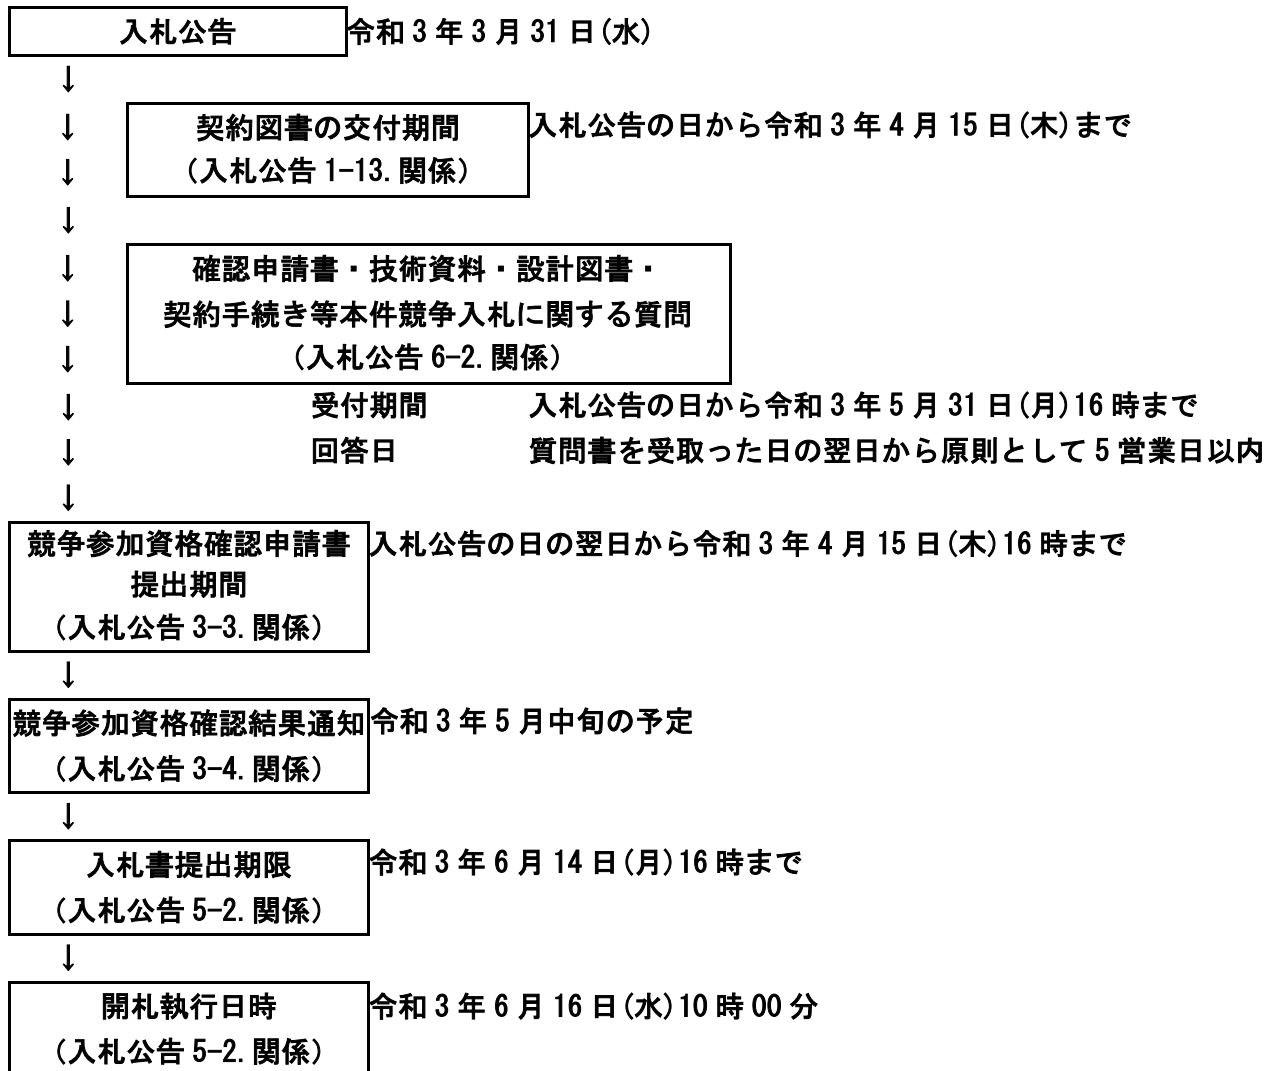 入札公告 令和3年3月31日(水)
↓
↓ 契約図書の交付期間 入札公告の日から令和3年4月15日(木)まで
↓ (入札公告1-13.関係)
↓
↓ 確認申請書・技術資料・設計図書・
↓ 契約手続き等本件競争入札に関する質問
↓ (入札公告6-2.関係)
↓ 受付期間 入札公告の日から令和3年5月31日(月)16時まで
↓ 回答日 質問書を受取った日の翌日から原則として5営業日以内
↓
競争参加資格確認申請書 入札公告の日の翌日から令和3年4月15日(木)16時まで
提出期間
(入札公告3-3.関係)
↓
競争参加資格確認結果通知 令和3年5月中旬の予定
(入札公告3-4.関係)
↓
入札書提出期限 令和3年6月14日(月)16時まで
(入札公告5-2.関係)
↓
開札執行日時 令和3年6月16日(水)10時00分
(入札公告5-2.関係)